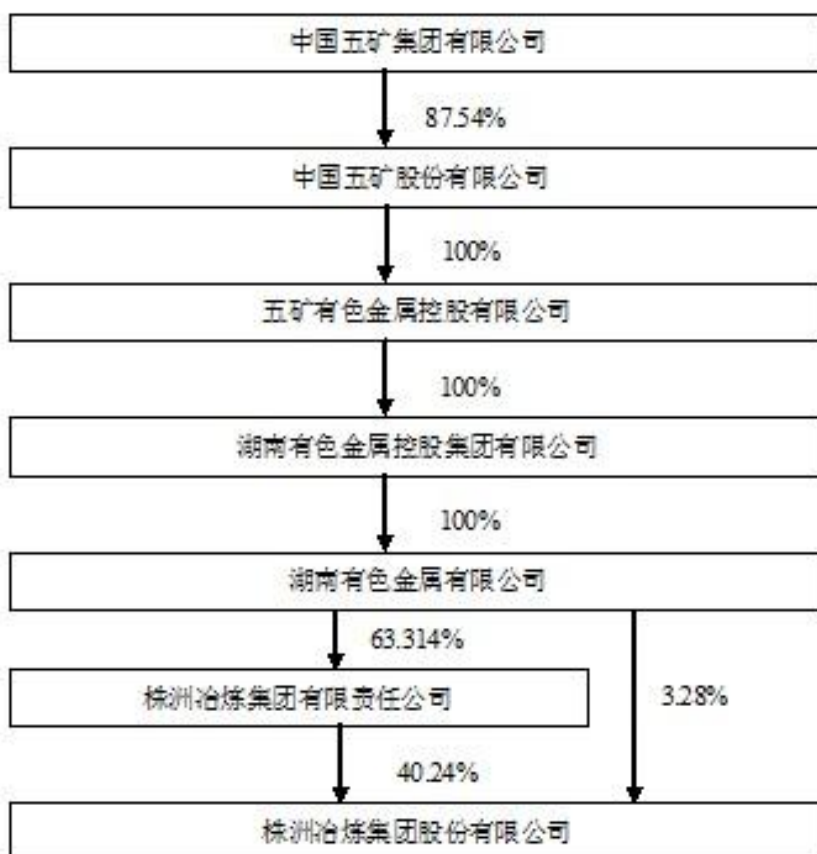 中国五矿集团有限公司
87.54%
中国五矿股份有限公司
100%
五矿有色金属控股有限公司
100%
湖南有色金属控股集团有限公司
100%
湖南有色金属有限公司
63.314%
株洲冶炼集团有限责任公司
3.28%
40.24%
株洲冶炼集团股份有限公司